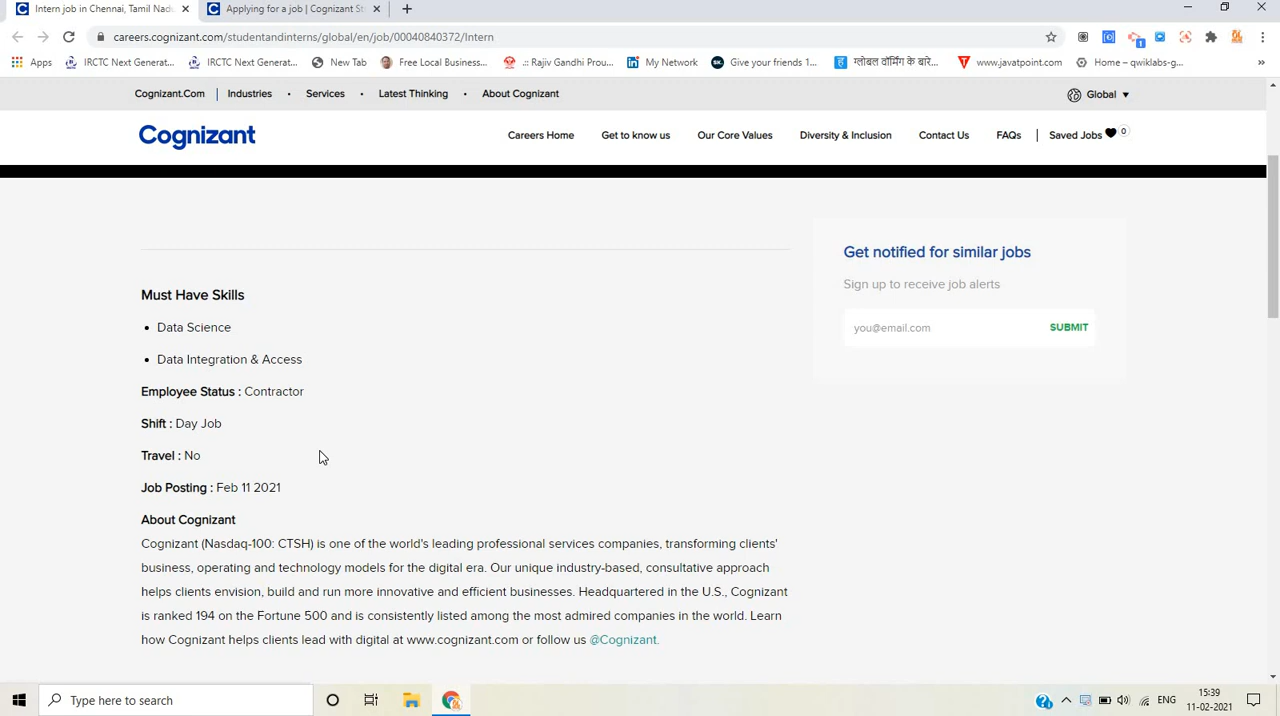 Intern job in Chennai, Tamil Nadu
Applying for a job | Cognizant St
careers.cognizant.com/studentandinterns/global/en/job/00040840372/Intern
Apps
IRCTC Next Generat...
IRCTC Next Generat...
New Tab
Free Local Business...
.:: Rajiv Gandhi Prou...
My Network
Give your friends 1...
ग्लोबल वॉर्मिंग के बारे...
www.javatpoint.com
Home – qwiklabs-g...
»
Cognizant.Com
Industries
Services
Latest Thinking
About Cognizant
Global
Cognizant
Careers Home
Get to know us
Our Core Values
Diversity & Inclusion
Contact Us
FAQs
Saved Jobs
0
Get notified for similar jobs
Sign up to receive job alerts
you@email.com
SUBMIT
Must Have Skills
• Data Science
• Data Integration & Access
Employee Status : Contractor
Shift : Day Job
Travel : No
Job Posting : Feb 11 2021
About Cognizant
Cognizant (Nasdaq-100: CTSH) is one of the world's leading professional services companies, transforming clients'
business, operating and technology models for the digital era. Our unique industry-based, consultative approach
helps clients envision, build and run more innovative and efficient businesses. Headquartered in the U.S., Cognizant
is ranked 194 on the Fortune 500 and is consistently listed among the most admired companies in the world. Learn
how Cognizant helps clients lead with digital at www.cognizant.com or follow us @Cognizant.
Type here to search
ENG
15:39
11-02-2021